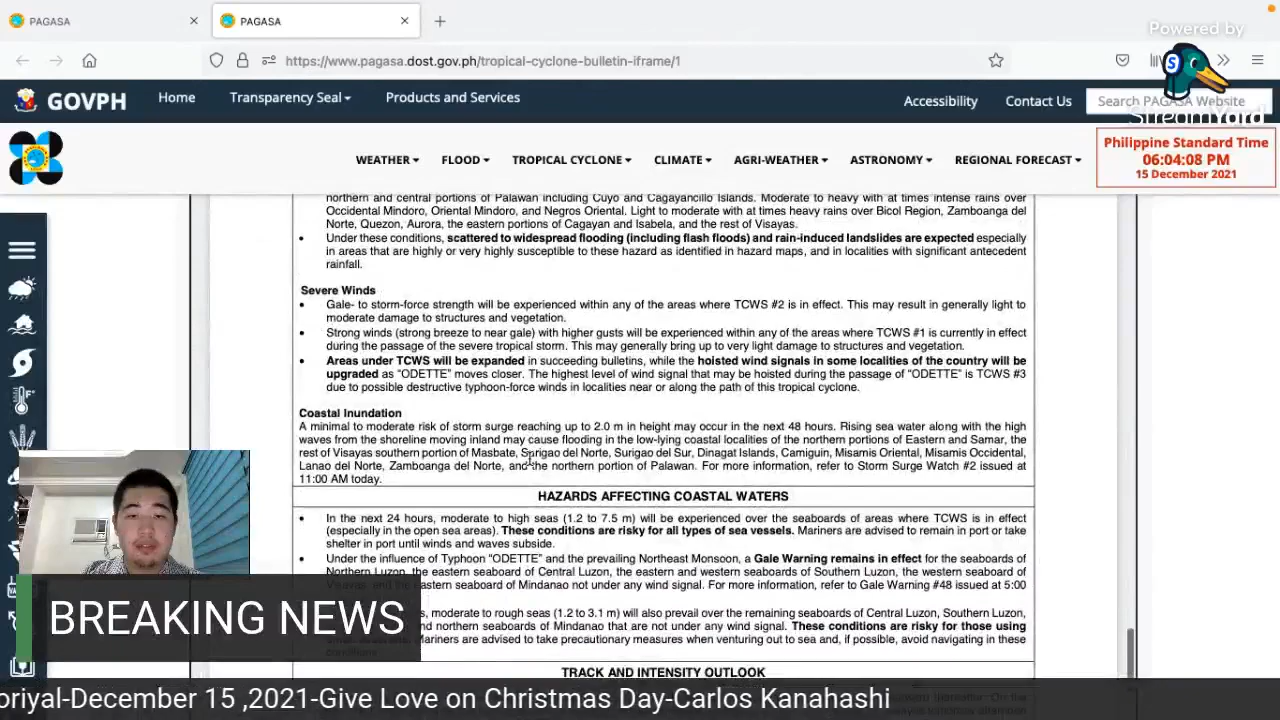 PAGASA
PAGASA
Powered by
https://www.pagasa.dost.gov.ph/tropical-cyclone-bulletin-iframe/1
StreamYard
GOVPH
Home
Transparency Seal
Products and Services
Accessibility
Contact Us
Search PAGASA Website
WEATHER
FLOOD
TROPICAL CYCLONE
CLIMATE
AGRI-WEATHER
ASTRONOMY
REGIONAL FORECAST
Philippine Standard Time
06:04:08 PM
15 December 2021
northern and central portions of Palawan including Cuyo and Cagayancillo Islands. Moderate to heavy with at times intense rains over
Occidental Mindoro, Oriental Mindoro, and Negros Oriental. Light to moderate with at times heavy rains over Bicol Region, Zamboanga del
Norte, Quezon, Aurora, the eastern portions of Cagayan and Isabela, and the rest of Visayas.
• Under these conditions, scattered to widespread flooding (including flash floods) and rain-induced landslides are expected especially
in areas that are highly or very highly susceptible to these hazard as identified in hazard maps, and in localities with significant antecedent
rainfall.
Severe Winds
• Gale- to storm-force strength will be experienced within any of the areas where TCWS #2 is in effect. This may result in generally light to
moderate damage to structures and vegetation.
• Strong winds (strong breeze to near gale) with higher gusts will be experienced within any of the areas where TCWS #1 is currently in effect
during the passage of the severe tropical storm. This may generally bring up to very light damage to structures and vegetation.
• Areas under TCWS will be expanded in succeeding bulletins, while the hoisted wind signals in some localities of the country will be
upgraded as "ODETTE" moves closer. The highest level of wind signal that may be hoisted during the passage of "ODETTE" is TCWS #3
due to possible destructive typhoon-force winds in localities near or along the path of this tropical cyclone.
Coastal Inundation
A minimal to moderate risk of storm surge reaching up to 2.0 m in height may occur in the next 48 hours. Rising sea water along with the high
waves from the shoreline moving inland may cause flooding in the low-lying coastal localities of the northern portions of Eastern and Samar, the
rest of Visayas southern portion of Masbate, Surigao del Norte, Surigao del Sur, Dinagat Islands, Camiguin, Misamis Oriental, Misamis Occidental,
Lanao del Norte, Zamboanga del Norte, and the northern portion of Palawan. For more information, refer to Storm Surge Watch #2 issued at
11:00 AM today.
HAZARDS AFFECTING COASTAL WATERS
• In the next 24 hours, moderate to high seas (1.2 to 7.5 m) will be experienced over the seaboards of areas where TCWS is in effect
(especially in the open sea areas). These conditions are risky for all types of sea vessels. Mariners are advised to remain in port or take
shelter in port until winds and waves subside.
• Under the influence of Typhoon "ODETTE" and the prevailing Northeast Monsoon, a Gale Warning remains in effect for the seaboards of
Northern Luzon, the eastern seaboard of Central Luzon, the eastern and western seaboards of Southern Luzon, the western seaboard of
Visayas, and the eastern seaboard of Mindanao not under any wind signal. For more information, refer to Gale Warning #48 issued at 5:00
moderate to rough seas (1.2 to 3.1 m) will also prevail over the remaining seaboards of Central Luzon, Southern Luzon,
and northern seaboards of Mindanao that are not under any wind signal. These conditions are risky for those using
Mariners are advised to take precautionary measures when venturing out to sea and, if possible, avoid navigating in these
conditions.
TRACK AND INTENSITY OUTLOOK
BREAKING NEWS
oriyal-December 15 ,2021-Give Love on Christmas Day-Carlos Kanahashi